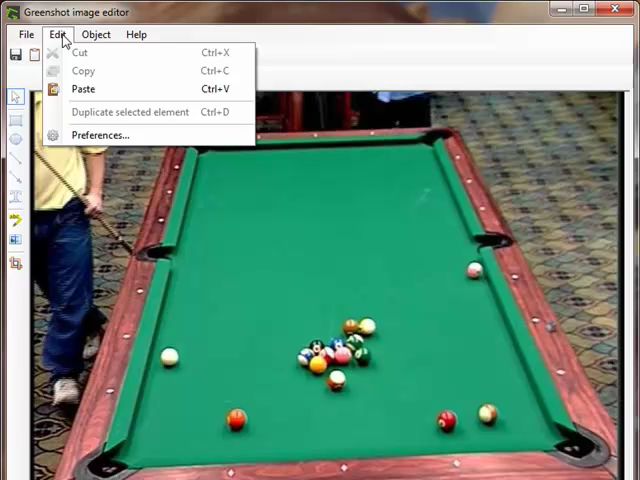 Greenshot image editor
File Edit Object Help
Cut Ctrl+X
Copy Ctrl+C
Paste Ctrl+V
Duplicate selected element Ctrl+D
Preferences...